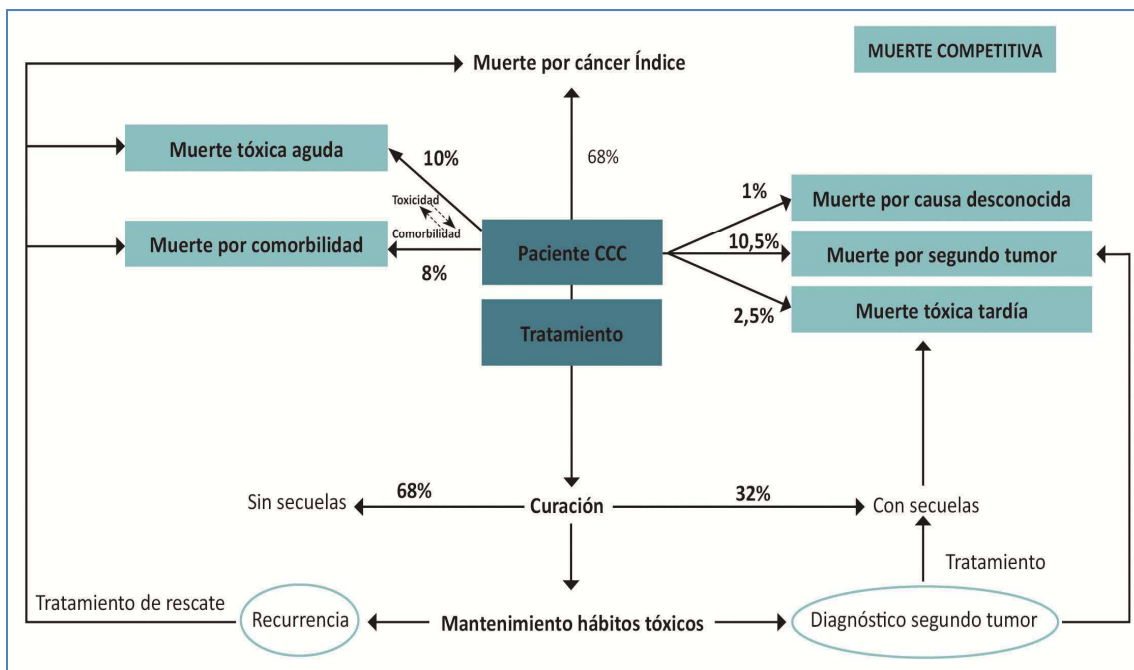 MUERTE COMPETITIVA
Muerte por cáncer Índice
Muerte tóxica aguda
10%
68%
Toxicidad
Comorbilidad
Muerte por comorbilidad
8%
Paciente CCC
Tratamiento
1%
Muerte por causa desconocida
10,5%
Muerte por segundo tumor
2,5%
Muerte tóxica tardía
Sin secuelas
68%
Curación
32%
Con secuelas
Tratamiento
Tratamiento de rescate
Recurrencia
Mantenimiento hábitos tóxicos
Diagnóstico segundo tumor